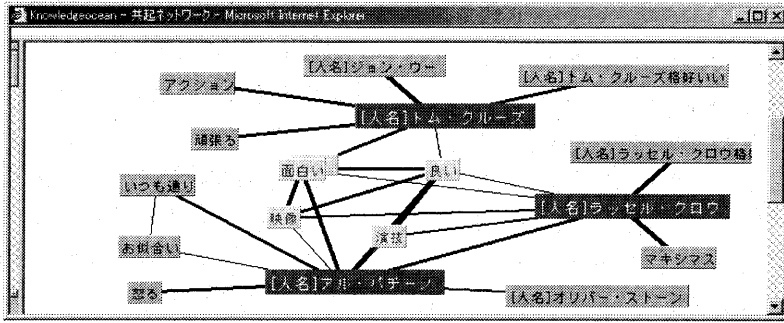 Knowledgeocean - 共起ネットワーク - Microsoft Internet Explorer
[人名]ジョン・ウー
アクション
[人名]トム・クルーズ格好いい
[人名]トム・クルーズ
頑張る
[人名]ラッセル・クロウ格
面白い
良い
いつも通り
映像
[人名]ラッセル・クロウ
演技
お似合い
マキシマス
[人名]アル・パチーノ
怒る
[人名]オリバー・ストーン